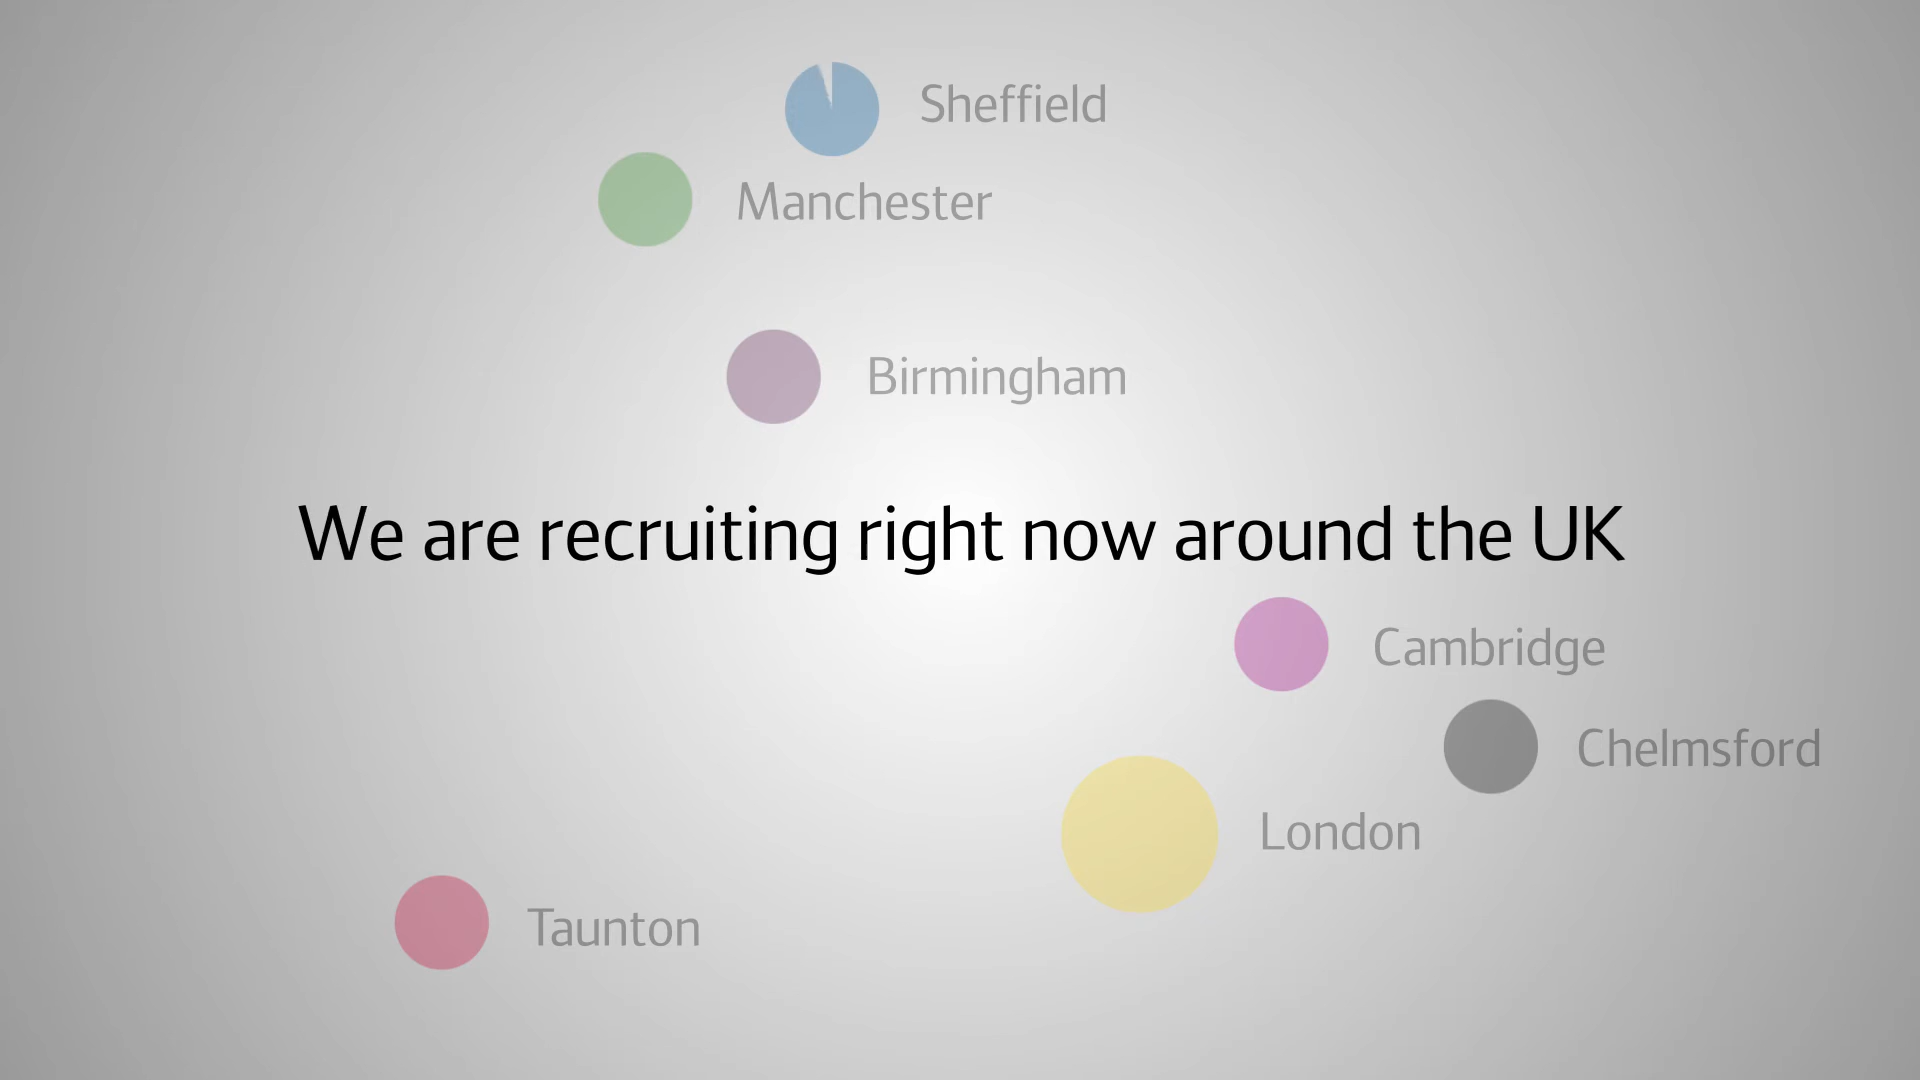 Sheffield
Manchester
Birmingham
We are recruiting right now around the UK
Cambridge
Chelmsford
London
Taunton